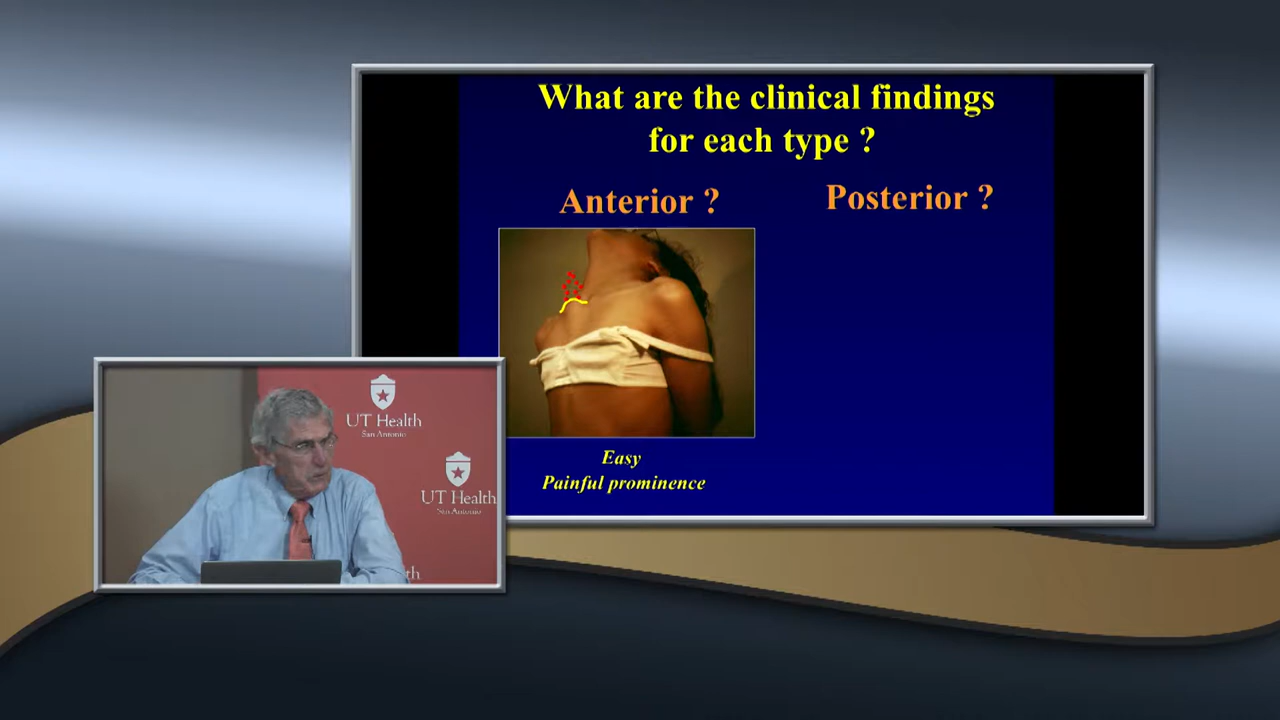 What are the clinical findings
for each type ?
Anterior ?
Posterior ?
Easy
Painful prominence
UT Health
San Antonio
UT Health
San Antonio
th